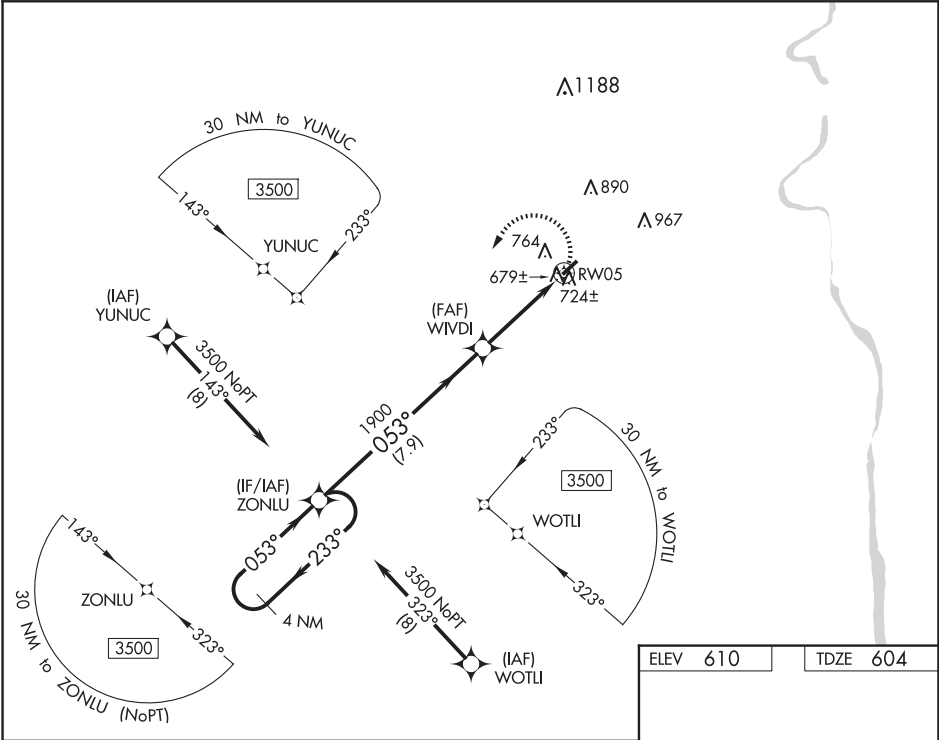 1188
30 NM to YUNUC
3500
143°
233°
YUNUC
890
967
764
679±
RW05
724±
(IAF)
YUNUC
3500 NoPT
143°
(8)
(FAF)
WIVDI
1900
053°
(7.9)
(IF/IAF)
ZONLU
053°
233°
4 NM
233°
30 NM to WOTLI
3500
WOTLI
323°
143°
ZONLU
323°
3500
30 NM to ZONLU (NoPT)
3500 NoPT
323°
(8)
(IAF)
WOTLI
ELEV 610
TDZE 604